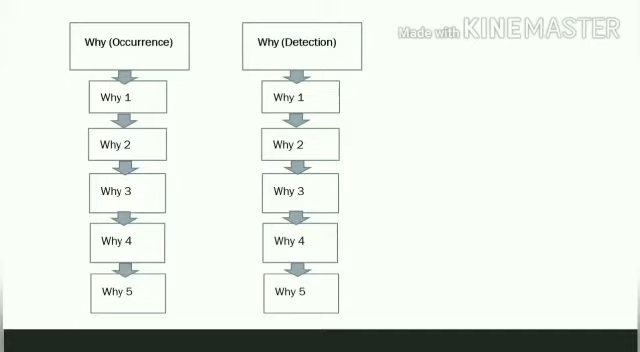 Why (Occurrence)
Why 1
Why 2
Why 3
Why 4
Why 5
Why (Detection)
Why 1
Why 2
Why 3
Why 4
Why 5
Made with KINEMASTER